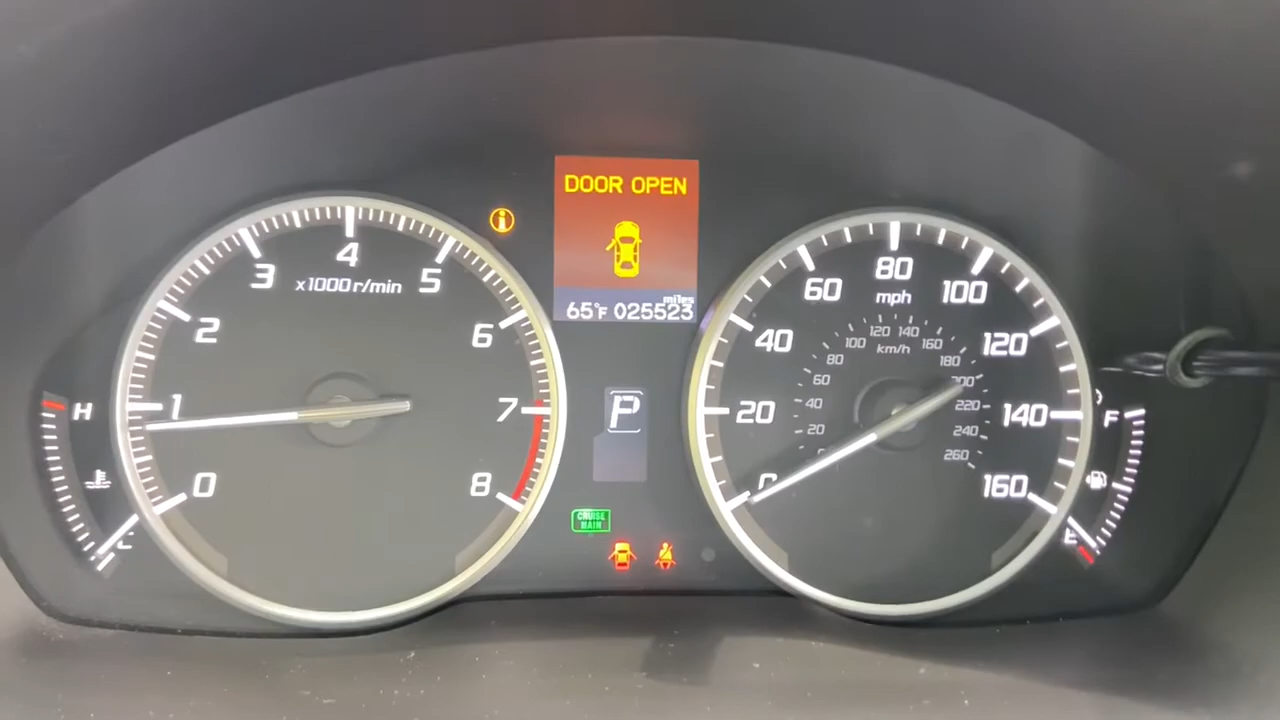 DOOR OPEN
65°F 025523 miles
0 1 2 3 4 5 6 7 8
x1000 r/min
H
C
P
CRUISE
MAIN
0 20 40 60 80 100 120 140 160
mph
20 40 60 80 100 120 140 160 180 200 220 240 260
km/h
F
E